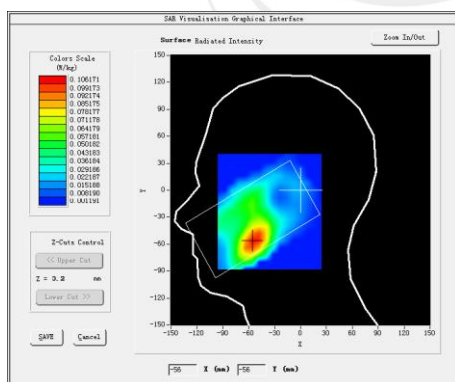 SAR Visualisation Graphical Interface
Surface Radiated Intensity
Zoom In/Out
Colors Scale
(W/kg)
0.106171
0.099173
0.092174
0.085175
0.078177
0.071178
0.064179
0.057181
0.050182
0.043183
0.036184
0.029186
0.022187
0.015188
0.008190
0.001191
Z-Cuts Control
<< Upper Cut
Z = 3.2 mm
Lower Cut >>
SAVE Cancel
150
120
90
60
30
Y 0
-30
-60
-90
-120
-150
-150 -120 -90 -60 -30 0 30 60 90 120 150
X
-56 X (mm) -56 Y (mm)